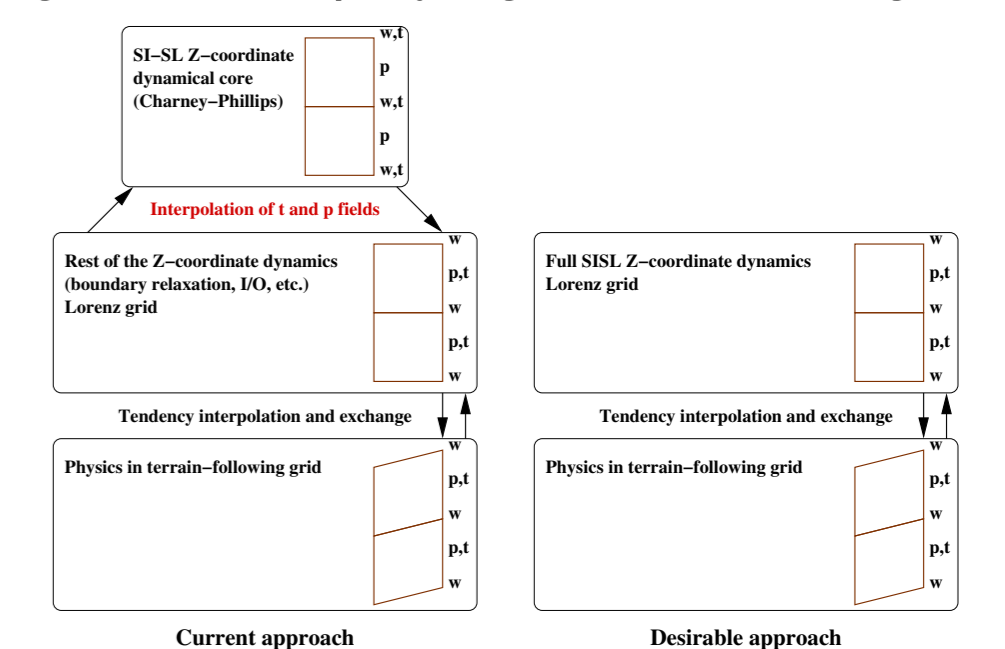 SI−SL Z−coordinate
dynamical core
(Charney−Phillips)
w,t
p
w,t
p
w,t
Interpolation of t and p fields
Rest of the Z−coordinate dynamics
(boundary relaxation, I/O, etc.)
Lorenz grid
w
p,t
w
p,t
w
Tendency interpolation and exchange
Physics in terrain−following grid
w
p,t
w
p,t
w
Current approach
Full SISL Z−coordinate dynamics
Lorenz grid
w
p,t
w
p,t
w
Tendency interpolation and exchange
Physics in terrain−following grid
w
p,t
w
p,t
w
Desirable approach